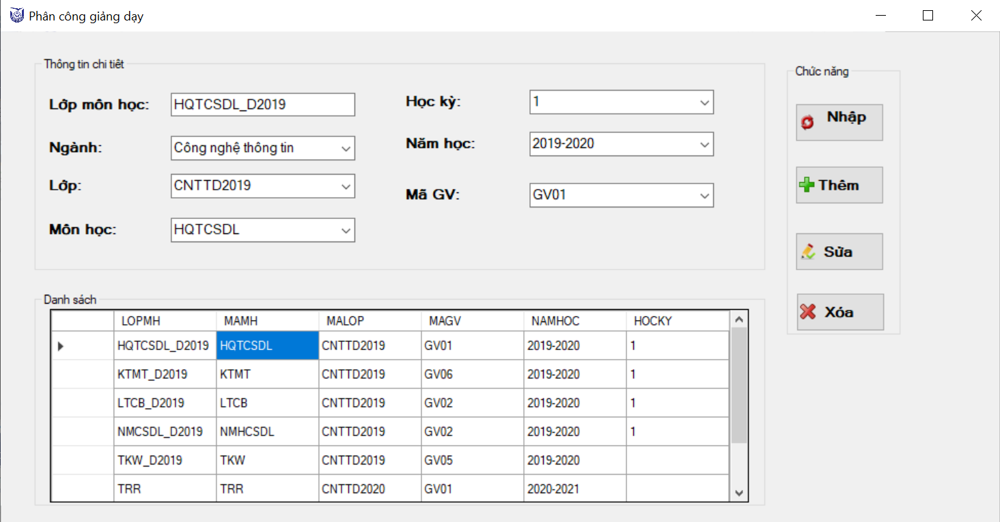 Phân công giảng dạy
Thông tin chi tiết
Lớp môn học: HQTCSDL_D2019
Ngành: Công nghệ thông tin
Lớp: CNTTD2019
Môn học: HQTCSDL
Học kỳ: 1
Năm học: 2019-2020
Mã GV: GV01
Chức năng
Nhập
Thêm
Sửa
Xóa
Danh sách
LOPMH MAMH MALOP MAGV NAMHOC HOCKY
HQTCSDL_D2019 HQTCSDL CNTTD2019 GV01 2019-2020 1
KTMT_D2019 KTMT CNTTD2019 GV06 2019-2020 1
LTCB_D2019 LTCB CNTTD2019 GV02 2019-2020 1
NMCSDL_D2019 NMHCSDL CNTTD2019 GV02 2019-2020 1
TKW_D2019 TKW CNTTD2019 GV05 2019-2020
TRR TRR CNTTD2020 GV01 2020-2021